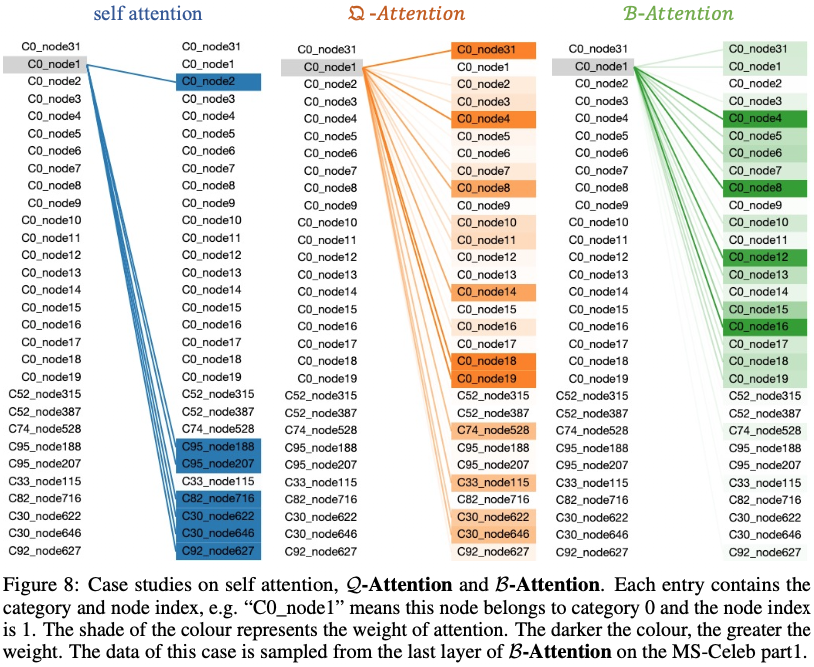 self attention
𝔔-Attention
ℬ-Attention
C0_node31 C0_node31 C0_node31 C0_node31 C0_node31 C0_node31
C0_node1 C0_node1 C0_node1 C0_node1 C0_node1 C0_node1
C0_node2 C0_node2 C0_node2 C0_node2 C0_node2 C0_node2
C0_node3 C0_node3 C0_node3 C0_node3 C0_node3 C0_node3
C0_node4 C0_node4 C0_node4 C0_node4 C0_node4 C0_node4
C0_node5 C0_node5 C0_node5 C0_node5 C0_node5 C0_node5
C0_node6 C0_node6 C0_node6 C0_node6 C0_node6 C0_node6
C0_node7 C0_node7 C0_node7 C0_node7 C0_node7 C0_node7
C0_node8 C0_node8 C0_node8 C0_node8 C0_node8 C0_node8
C0_node9 C0_node9 C0_node9 C0_node9 C0_node9 C0_node9
C0_node10 C0_node10 C0_node10 C0_node10 C0_node10 C0_node10
C0_node11 C0_node11 C0_node11 C0_node11 C0_node11 C0_node11
C0_node12 C0_node12 C0_node12 C0_node12 C0_node12 C0_node12
C0_node13 C0_node13 C0_node13 C0_node13 C0_node13 C0_node13
C0_node14 C0_node14 C0_node14 C0_node14 C0_node14 C0_node14
C0_node15 C0_node15 C0_node15 C0_node15 C0_node15 C0_node15
C0_node16 C0_node16 C0_node16 C0_node16 C0_node16 C0_node16
C0_node17 C0_node17 C0_node17 C0_node17 C0_node17 C0_node17
C0_node18 C0_node18 C0_node18 C0_node18 C0_node18 C0_node18
C0_node19 C0_node19 C0_node19 C0_node19 C0_node19 C0_node19
C52_node315 C52_node315 C52_node315 C52_node315 C52_node315 C52_node315
C52_node387 C52_node387 C52_node387 C52_node387 C52_node387 C52_node387
C74_node528 C74_node528 C74_node528 C74_node528 C74_node528 C74_node528
C95_node188 C95_node188 C95_node188 C95_node188 C95_node188 C95_node188
C95_node207 C95_node207 C95_node207 C95_node207 C95_node207 C95_node207
C33_node115 C33_node115 C33_node115 C33_node115 C33_node115 C33_node115
C82_node716 C82_node716 C82_node716 C82_node716 C82_node716 C82_node716
C30_node622 C30_node622 C30_node622 C30_node622 C30_node622 C30_node622
C30_node646 C30_node646 C30_node646 C30_node646 C30_node646 C30_node646
C92_node627 C92_node627 C92_node627 C92_node627 C92_node627 C92_node627
Figure 8: Case studies on self attention, 𝒬-Attention and ℬ-Attention. Each entry contains the
category and node index, e.g. “C0_node1” means this node belongs to category 0 and the node index
is 1. The shade of the colour represents the weight of attention. The darker the colour, the greater the
weight. The data of this case is sampled from the last layer of ℬ-Attention on the MS-Celeb part1.